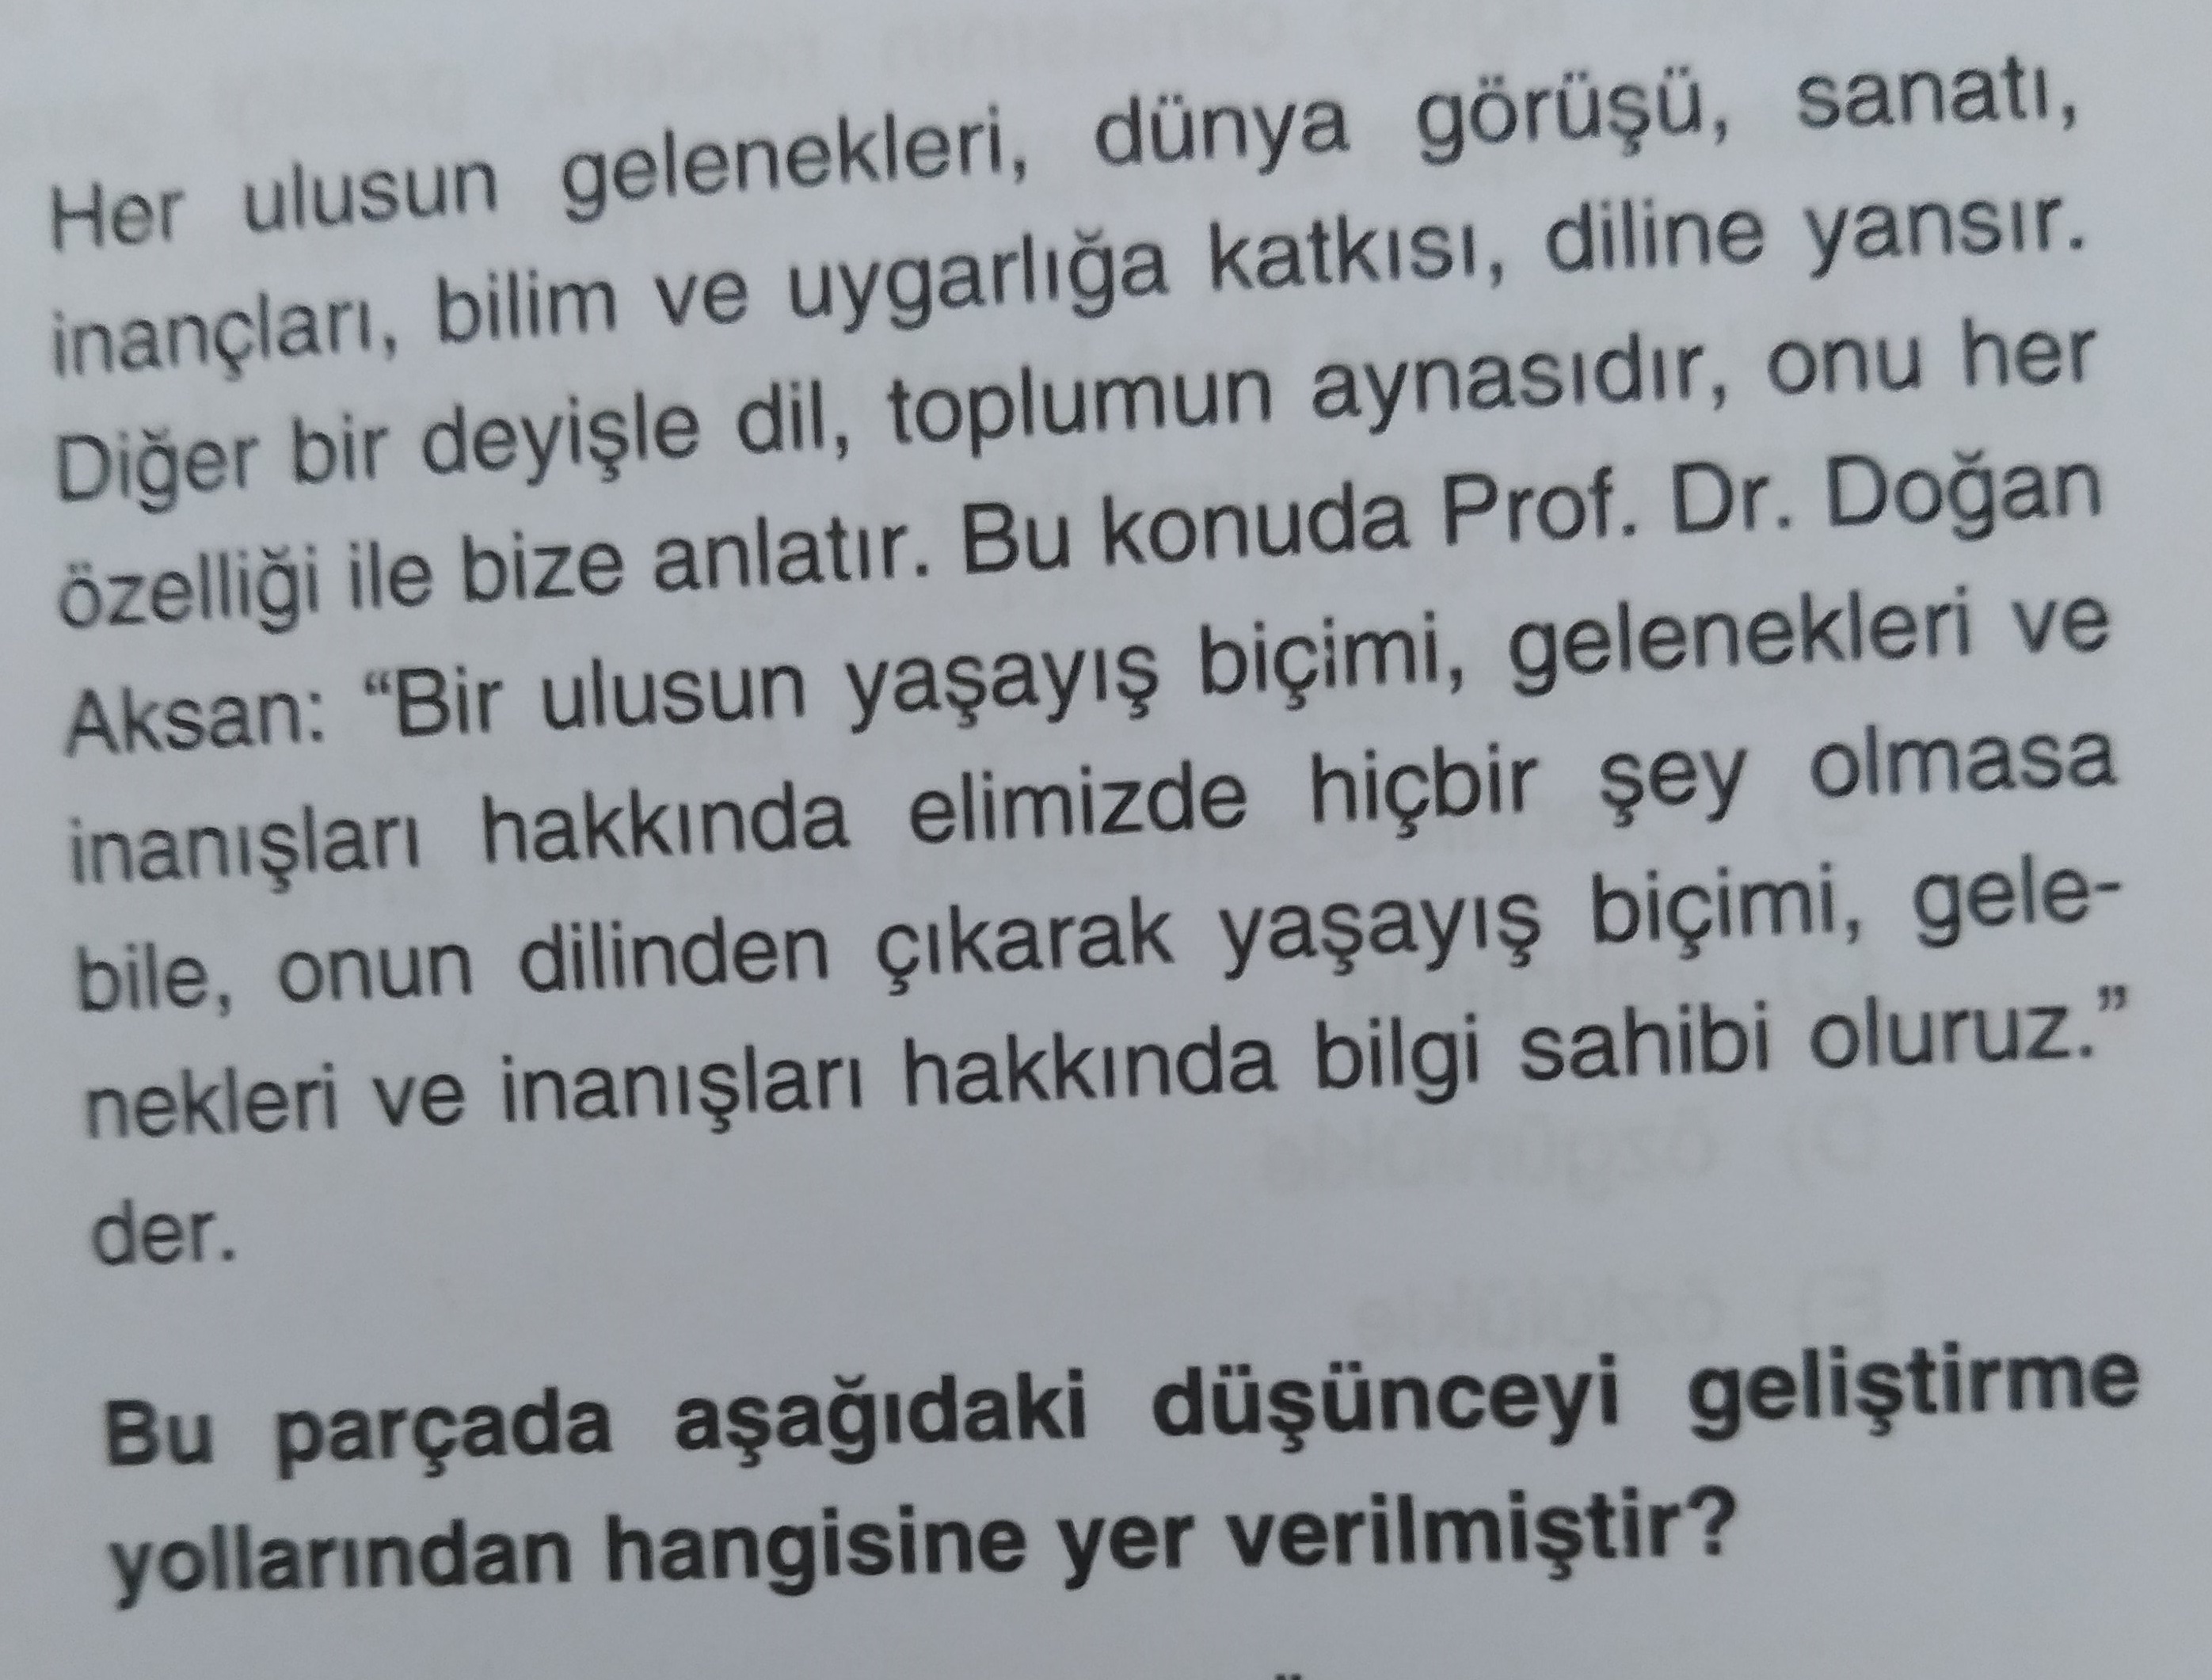 Her ulusun gelenekleri, dünya görüşü, sanatı,
inançları, bilim ve uygarlığa katkısı, diline yansır.
Diğer bir deyişle dil, toplumun aynasıdır, onu her
özelliği ile bize anlatır. Bu konuda Prof. Dr. Doğan
Aksan: “Bir ulusun yaşayış biçimi, gelenekleri ve
inanışları hakkında elimizde hiçbir şey olmasa
bile, onun dilinden çıkarak yaşayış biçimi, gele-
nekleri ve inanışları hakkında bilgi sahibi oluruz.”
der.
Bu parçada aşağıdaki düşünceyi geliştirme
yollarından hangisine yer verilmiştir?